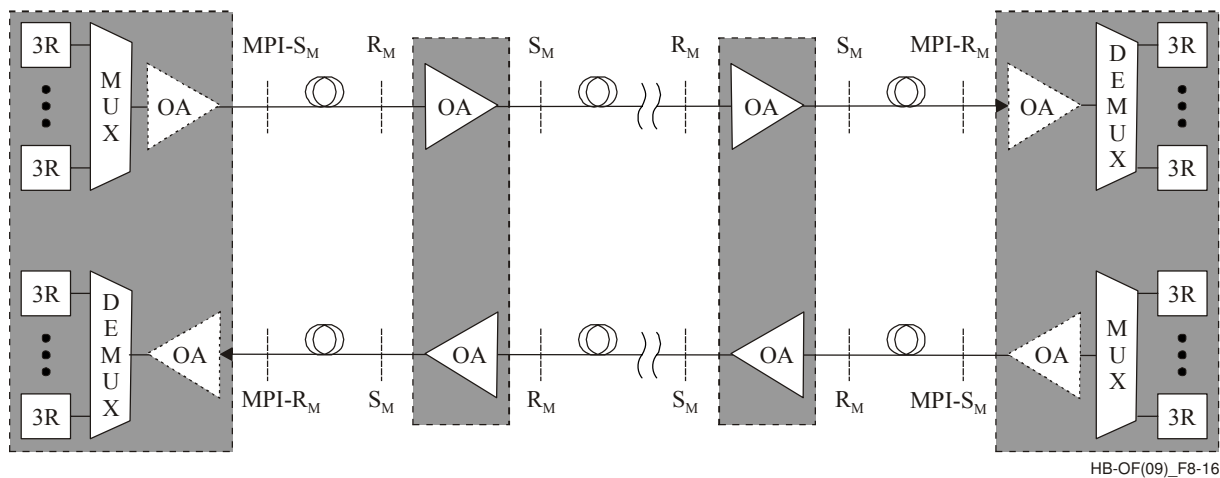 3R
3R
MUX
OA
MPI-S_M
R_M
OA
S_M
R_M
OA
S_M
MPI-R_M
OA
DEMUX
3R
3R
3R
3R
DEMUX
OA
MPI-R_M
S_M
OA
R_M
S_M
OA
R_M
MPI-S_M
OA
MUX
3R
3R
HB-OF(09)_F8-16